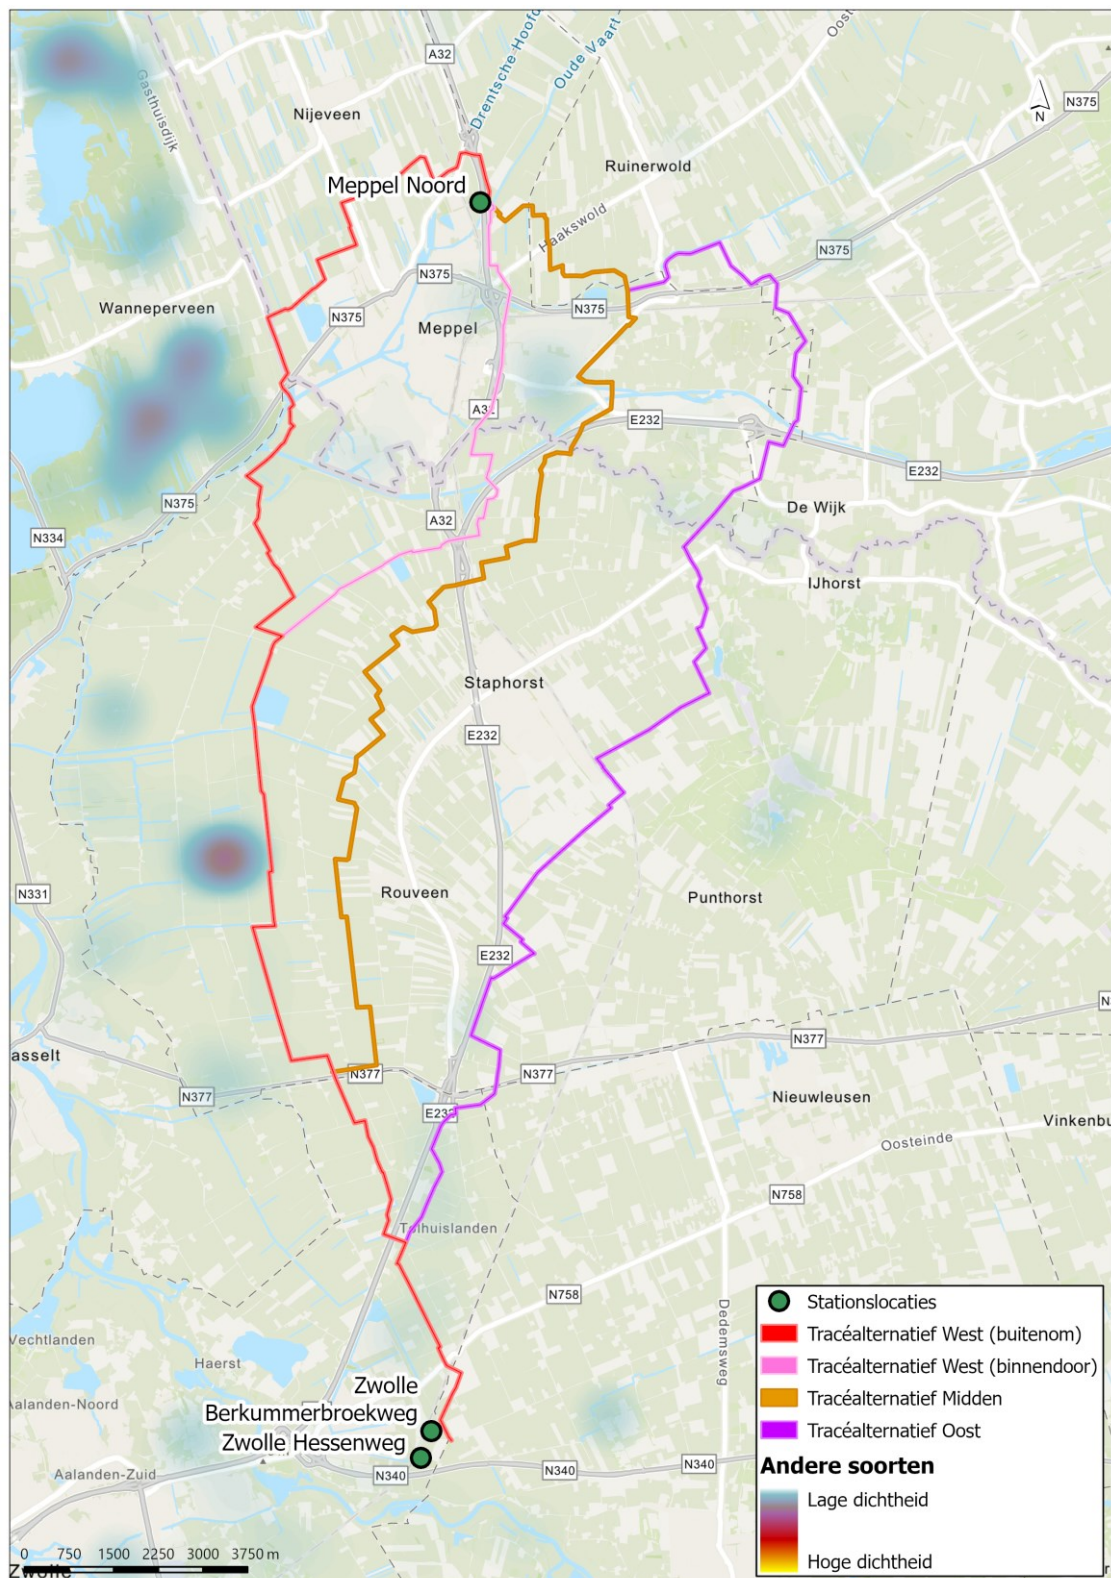 A32
Drentsche Hoofd
Oude Vaart
Oost
Gasthuisdijk
Nijeveen
N375
N
Ruinerwold
Meppel Noord
Haakswold
N375
N375
Wanneperveen
N375
N375
Meppel
A32
E232
E232
N375
De Wijk
A32
N334
IJhorst
Staphorst
E232
N331
Rouveen
Punthorst
E232
asselt
N377
N377
N377
N377
Nieuwleusen
E232
Vinkenbu
Oosteinde
N758
Tolhuislanden
N758
Dedemsweg
Vechtlanden
Haerst
Zwolle
Berkummerbroekweg
Zwolle Hessenweg
Aalanden-Noord
Aalanden-Zuid
N340
N340
N340
0 750 1500 2250 3000 3750 m
Zwolle
Stationslocaties
Tracéalternatief West (buitenom)
Tracéalternatief West (binnendoor)
Tracéalternatief Midden
Tracéalternatief Oost
Andere soorten
Lage dichtheid
Hoge dichtheid